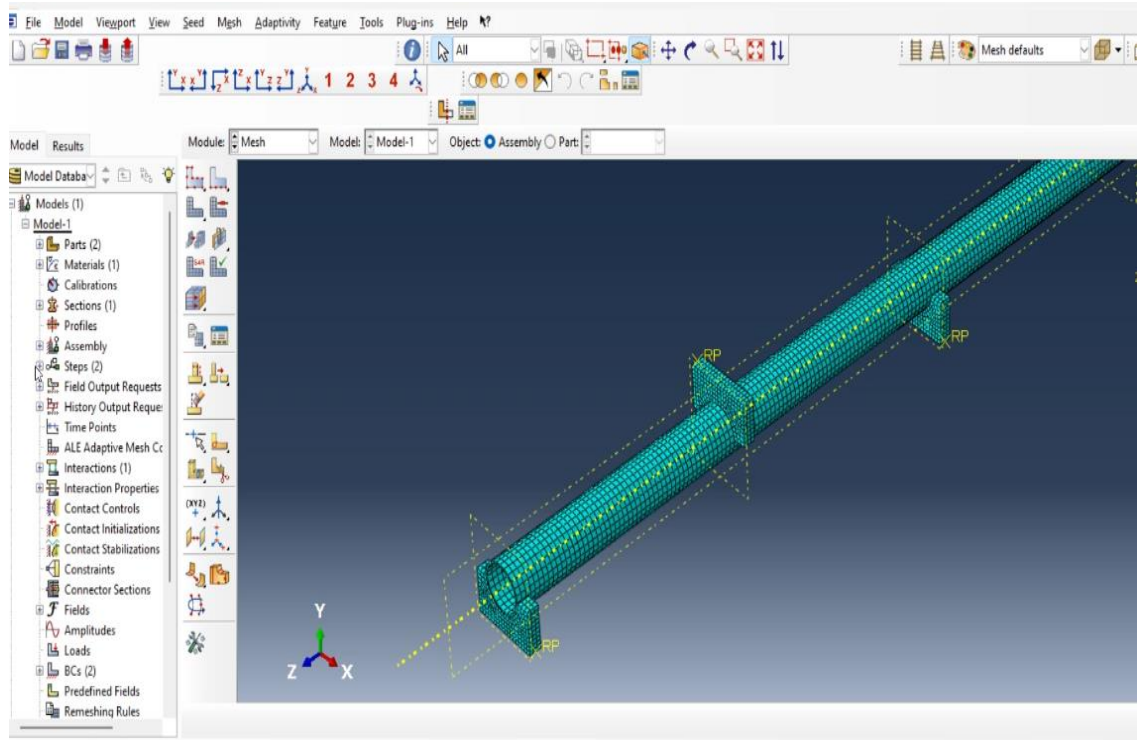 File Model Viewport View Seed Mesh Adaptivity Feature Tools Plug-ins Help
All Mesh defaults
1 2 3 4
Model Results Module: Mesh Model: Model-1 Object: Assembly Part:
Model Databa
Models (1)
Model-1
Parts (2)
Materials (1)
Calibrations
Sections (1)
Profiles
Assembly
Steps (2)
Field Output Requests
History Output Reque
Time Points
ALE Adaptive Mesh Co
Interactions (1)
Interaction Properties
Contact Controls
Contact Initializations
Contact Stabilizations
Constraints
Connector Sections
Fields
Amplitudes
Loads
BCs (2)
Predefined Fields
Remeshing Rules
(XYZ)
RP
RP
RP
Y
Z X